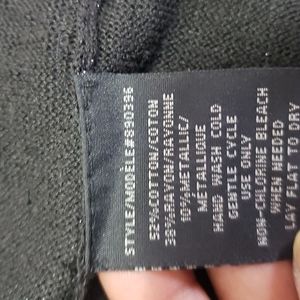 STYLE/MODELE#890396
52%COTTON/COTON
38%RAYON/RAYONNE
10%METALLIC/
METALLIQUE
HAND WASH COLD
GENTLE CYCLE
USE ONLY
NON-CHLORINE BLEACH
WHEN NEEDED
LAY FLAT TO DRY